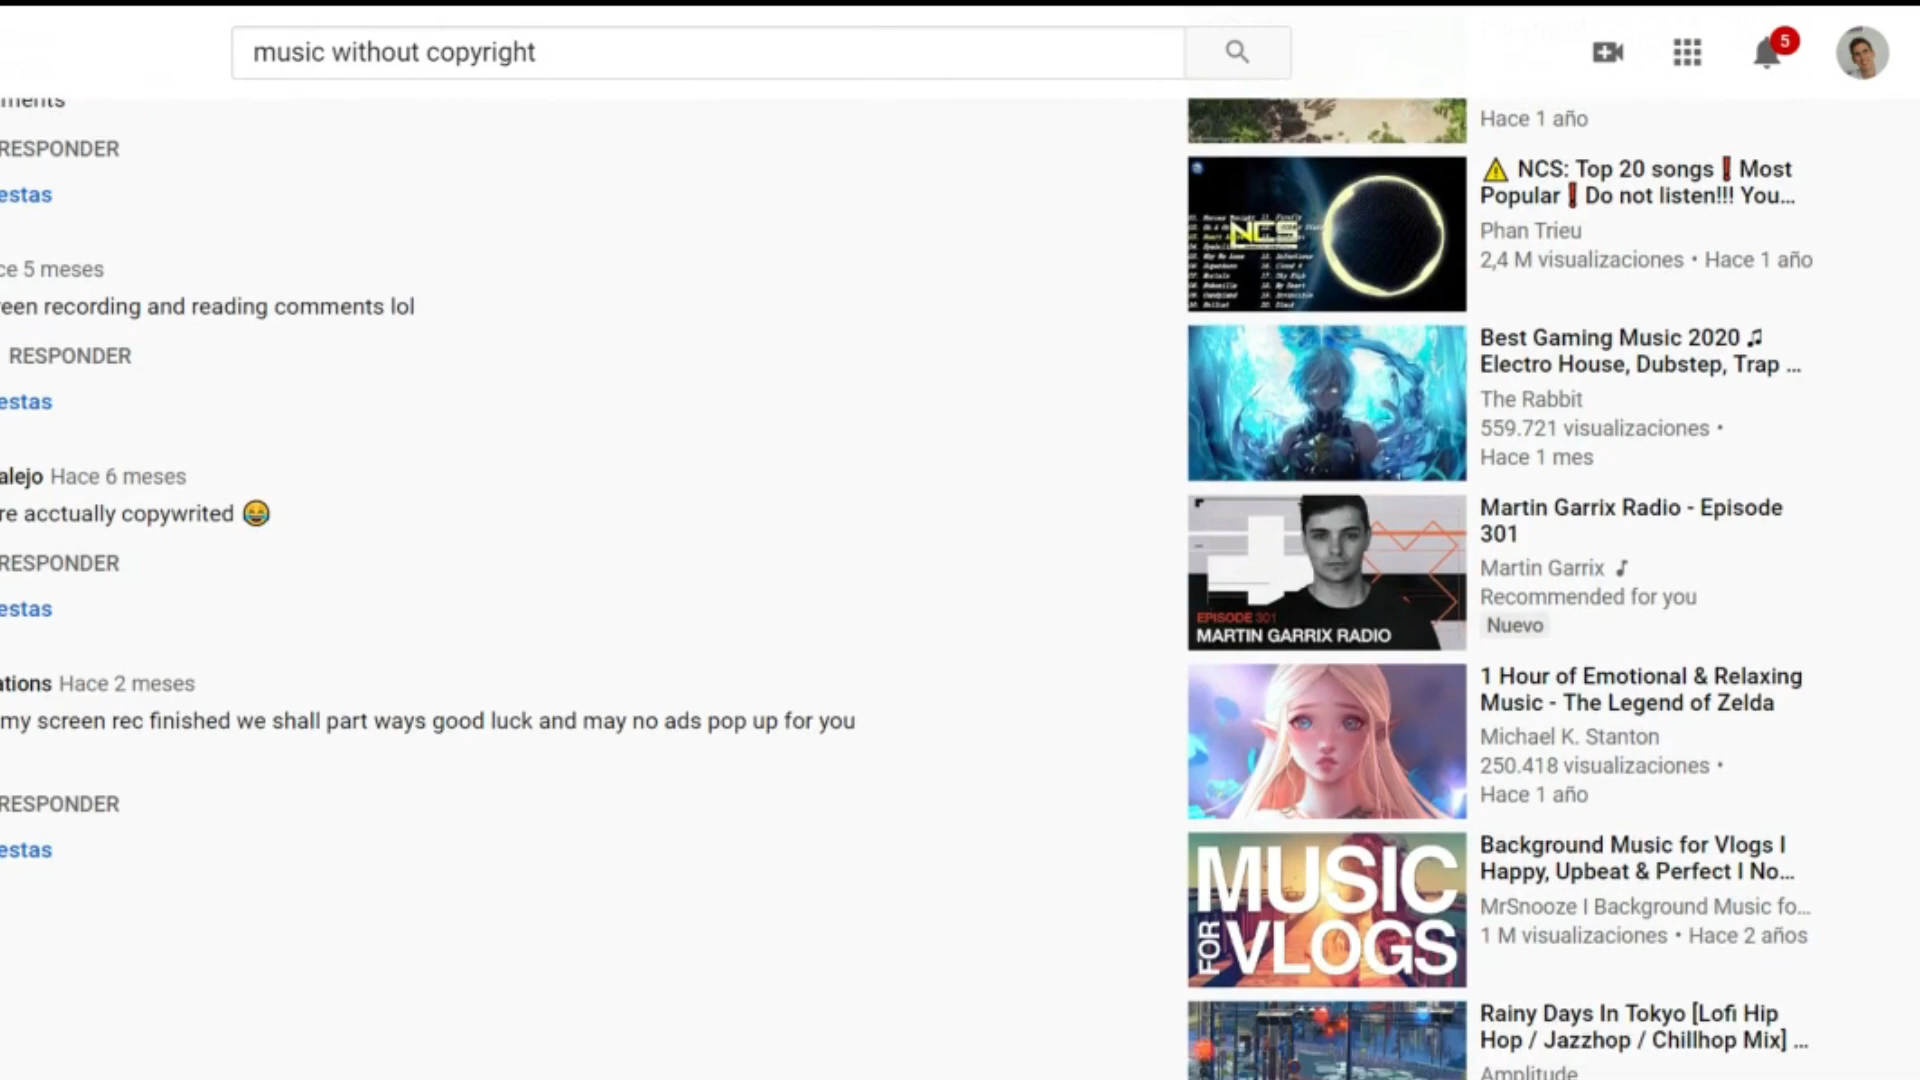 music without copyright
5
ments
RESPONDER
estas
ce 5 meses
een recording and reading comments lol
RESPONDER
estas
alejo Hace 6 meses
re acctually copywrited
RESPONDER
estas
ations Hace 2 meses
my screen rec finished we shall part ways good luck and may no ads pop up for you
RESPONDER
estas
Hace 1 año
NCS
NCS: Top 20 songs❗Most
Popular❗Do not listen!!! You...
Phan Trieu
2,4 M visualizaciones • Hace 1 año
Best Gaming Music 2020 ♫
Electro House, Dubstep, Trap ...
The Rabbit
559.721 visualizaciones •
Hace 1 mes
EPISODE 301
MARTIN GARRIX RADIO
Martin Garrix Radio - Episode
301
Martin Garrix
Recommended for you
Nuevo
1 Hour of Emotional & Relaxing
Music - The Legend of Zelda
Michael K. Stanton
250.418 visualizaciones •
Hace 1 año
MUSIC
FOR VLOGS
Background Music for Vlogs I
Happy, Upbeat & Perfect I No...
MrSnooze I Background Music fo...
1 M visualizaciones • Hace 2 años
Rainy Days In Tokyo [Lofi Hip
Hop / Jazzhop / Chillhop Mix] ...
Amplitude